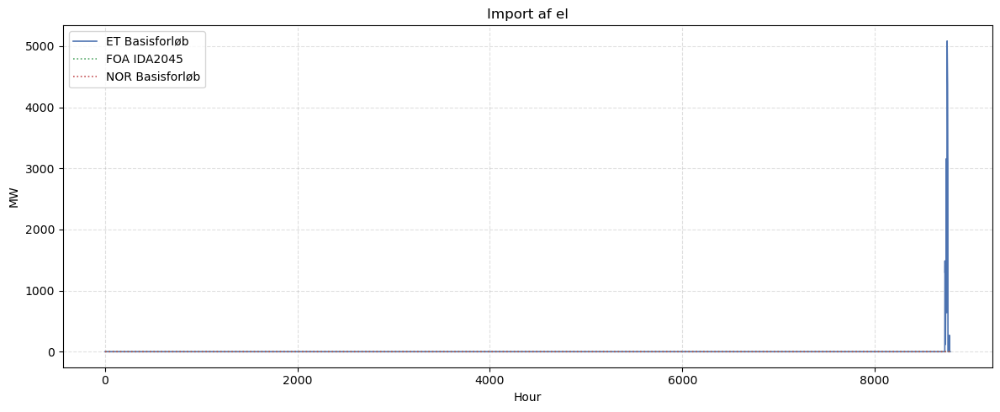 Import af el
ET Basisforløb
FOA IDA2045
NOR Basisforløb
5000
4000
3000
2000
1000
0
MW
0 2000 4000 6000 8000
Hour